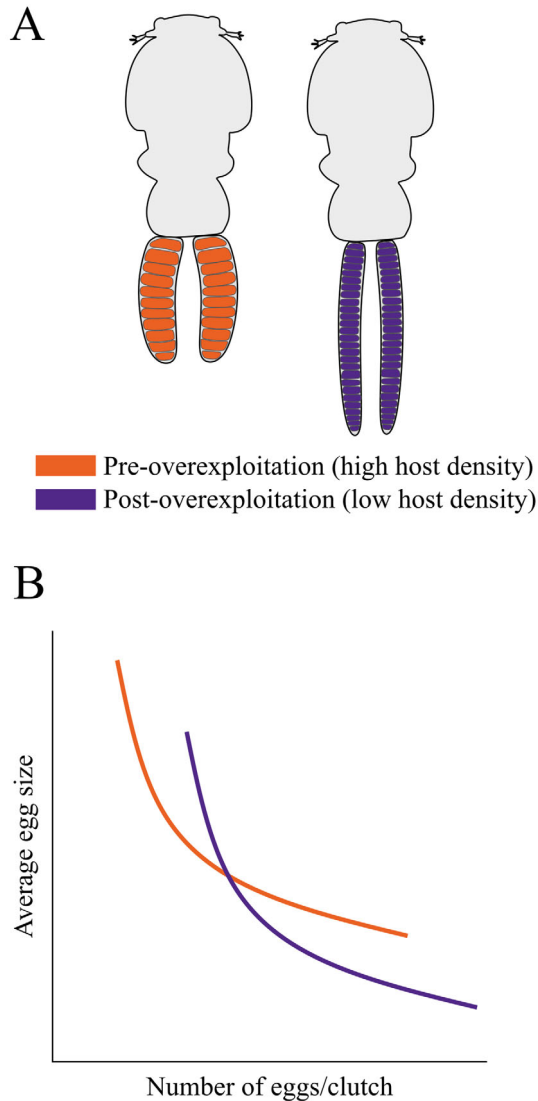 A
Pre-overexploitation (high host density)
Post-overexploitation (low host density)
B
Average egg size
Number of eggs/clutch